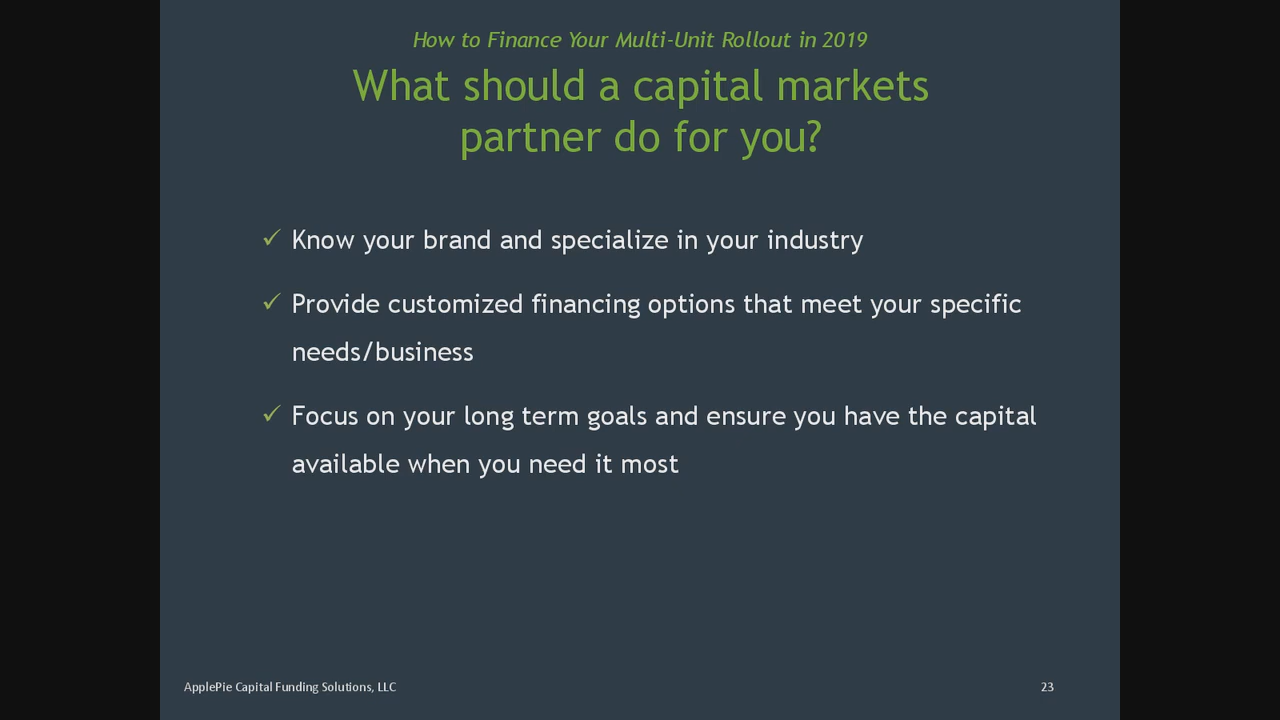 How to Finance Your Multi-Unit Rollout in 2019
What should a capital markets
partner do for you?
✓ Know your brand and specialize in your industry
✓ Provide customized financing options that meet your specific
needs/business
✓ Focus on your long term goals and ensure you have the capital
available when you need it most
ApplePie Capital Funding Solutions, LLC
23